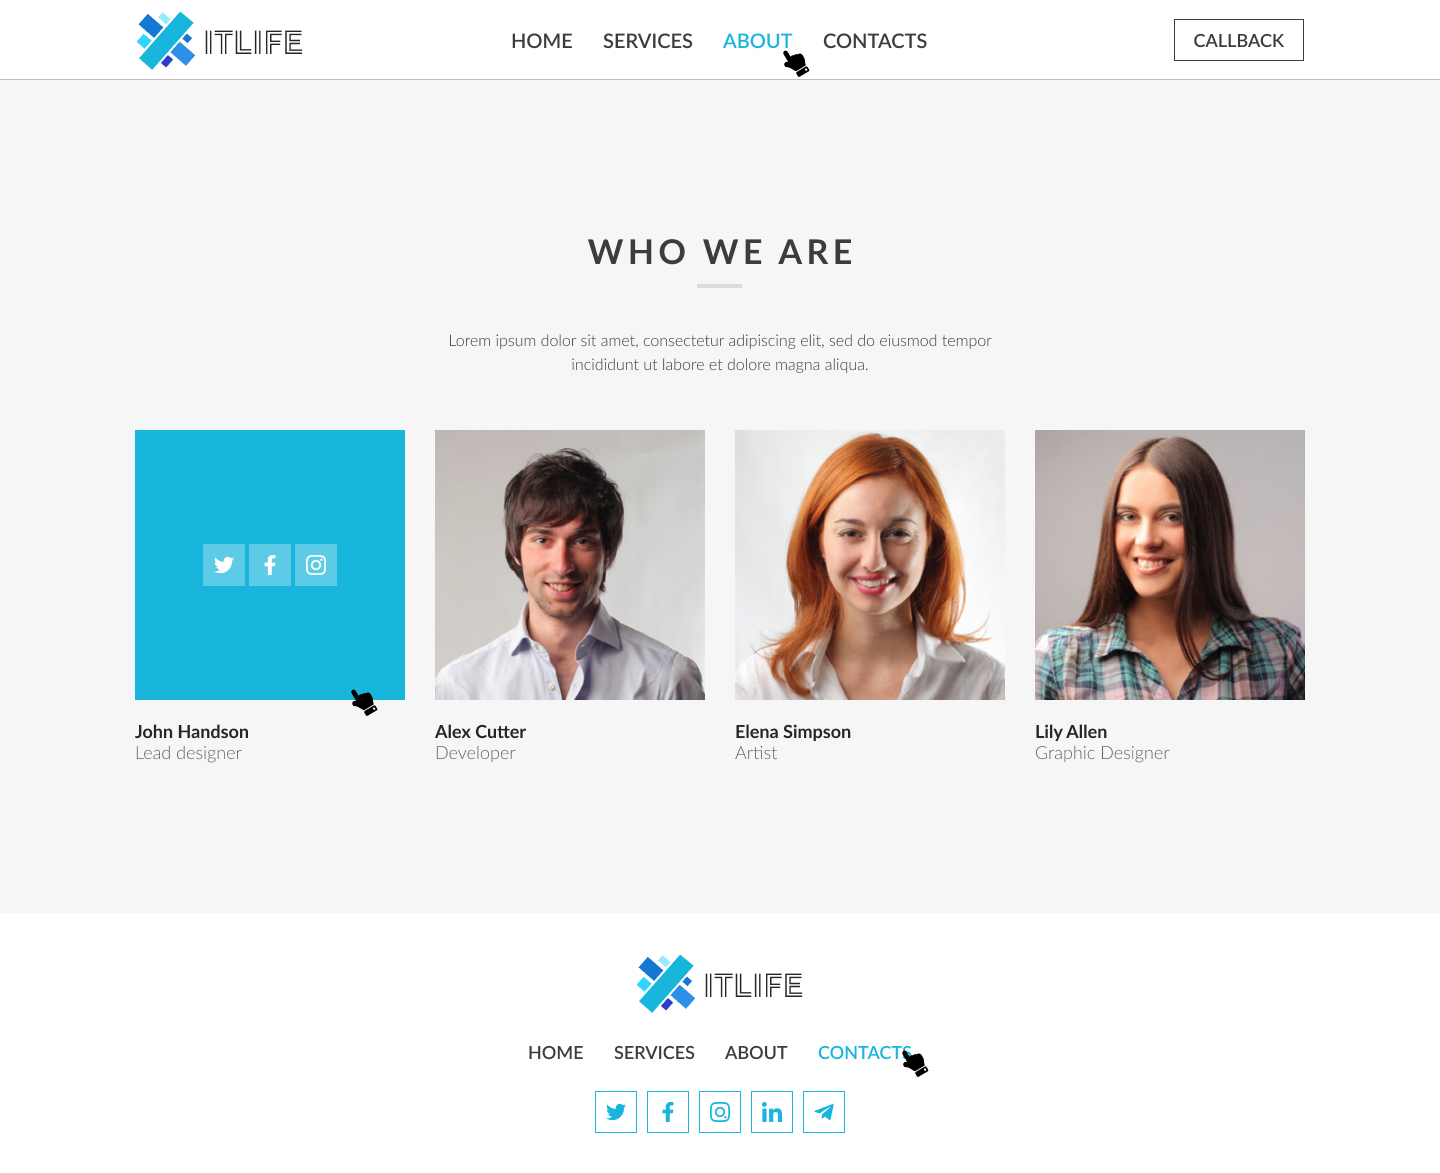 ITLIFE
HOME SERVICES ABOUT CONTACTS
CALLBACK
WHO WE ARE
Lorem ipsum dolor sit amet, consectetur adipiscing elit, sed do eiusmod tempor
incididunt ut labore et dolore magna aliqua.
John Handson
Lead designer
Alex Cutter
Developer
Elena Simpson
Artist
Lily Allen
Graphic Designer
ITLIFE
HOME SERVICES ABOUT CONTACTS